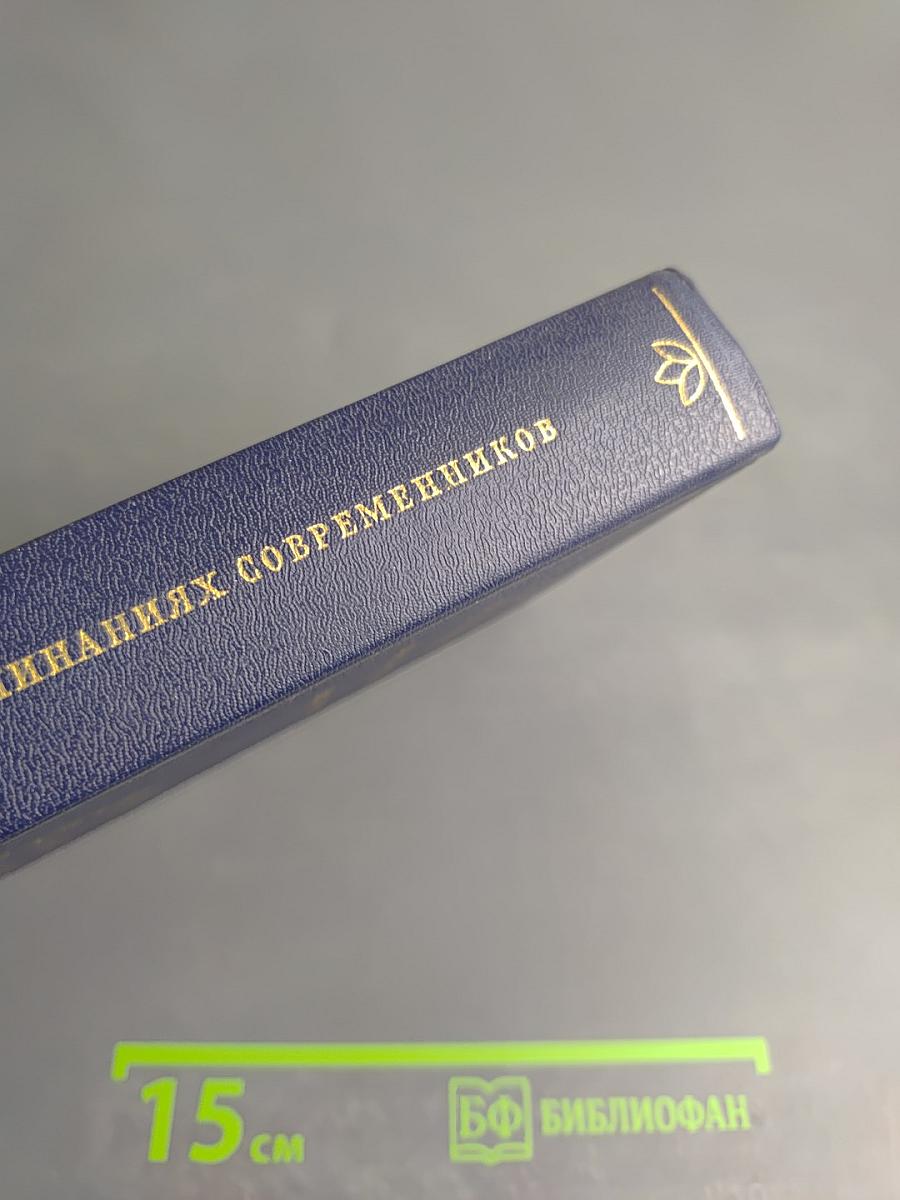 ИНАНИЯХ СОВРЕМЕННИКОВ
15 см
БФ БИБЛИОФАН